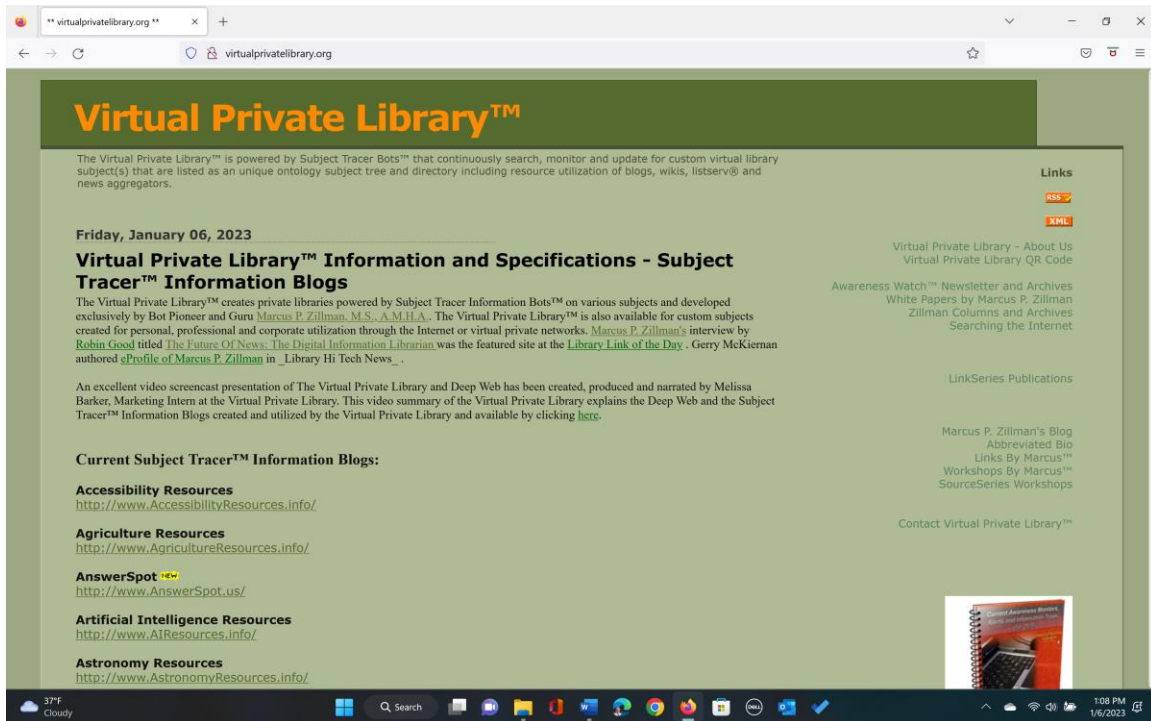 ** virtualprivatelibrary.org **
virtualprivatelibrary.org
Virtual Private Library™
The Virtual Private Library™ is powered by Subject Tracer Bots™ that continuously search, monitor and update for custom virtual library
subject(s) that are listed as an unique ontology subject tree and directory including resource utilization of blogs, wikis, listserv® and
news aggregators.
Friday, January 06, 2023
Virtual Private Library™ Information and Specifications - Subject
Tracer™ Information Blogs
The Virtual Private Library™ creates private libraries powered by Subject Tracer Information Bots™ on various subjects and developed
exclusively by Bot Pioneer and Guru Marcus P. Zillman, M.S., A.M.H.A.. The Virtual Private Library™ is also available for custom subjects
created for personal, professional and corporate utilization through the Internet or virtual private networks. Marcus P. Zillman's interview by
Robin Good titled The Future Of News: The Digital Information Librarian was the featured site at the Library Link of the Day . Gerry McKiernan
authored eProfile of Marcus P. Zillman in _Library Hi Tech News_ .
An excellent video screencast presentation of The Virtual Private Library and Deep Web has been created, produced and narrated by Melissa
Barker, Marketing Intern at the Virtual Private Library. This video summary of the Virtual Private Library explains the Deep Web and the Subject
Tracer™ Information Blogs created and utilized by the Virtual Private Library and available by clicking here.
Current Subject Tracer™ Information Blogs:
Accessibility Resources
http://www.AccessibilityResources.info/
Agriculture Resources
http://www.AgricultureResources.info/
AnswerSpot NEW
http://www.AnswerSpot.us/
Artificial Intelligence Resources
http://www.AIResources.info/
Astronomy Resources
http://www.AstronomyResources.info/
Links
RSS
XML
Virtual Private Library - About Us
Virtual Private Library QR Code
Awareness Watch™ Newsletter and Archives
White Papers by Marcus P. Zillman
Zillman Columns and Archives
Searching the Internet
LinkSeries Publications
Marcus P. Zillman's Blog
Abbreviated Bio
Links By Marcus™
Workshops By Marcus™
SourceSeries Workshops
Contact Virtual Private Library™
37°F
Cloudy
Search
DELL
1:08 PM
1/6/2023